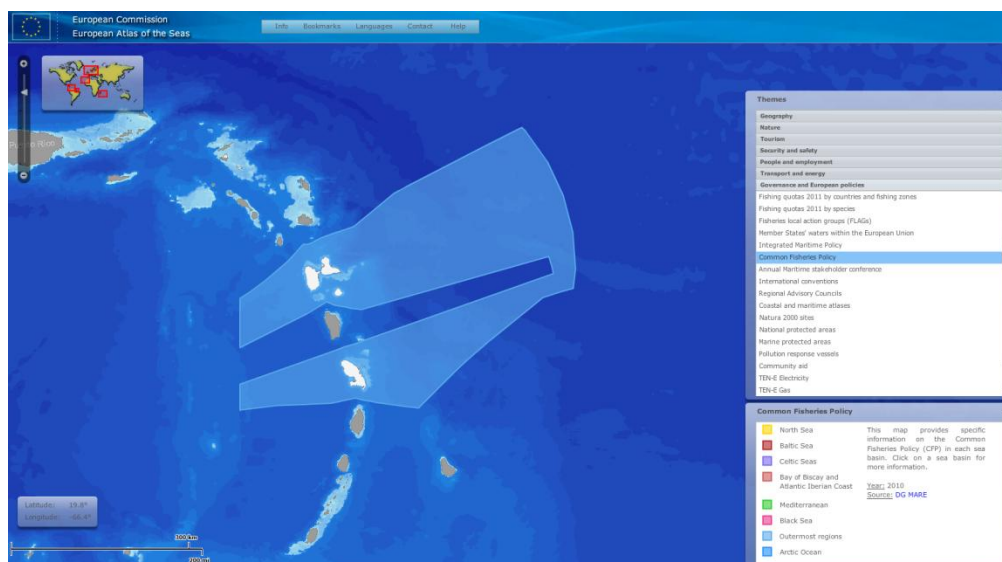 European Commission
European Atlas of the Seas
Info Bookmarks Languages Contact Help
Themes
Geography
Nature
Tourism
Security and safety
People and employment
Transport and energy
Governance and European policies
Fishing quotas 2011 by countries and fishing zones
Fishing quotas 2011 by species
Fisheries local action groups (FLAGs)
Member States' waters within the European Union
Integrated Maritime Policy
Common Fisheries Policy
Annual Maritime stakeholder conference
International conventions
Regional Advisory Councils
Coastal and maritime atlases
Natura 2000 sites
National protected areas
Marine protected areas
Pollution response vessels
Community aid
TEN-E Electricity
TEN-E Gas
Common Fisheries Policy
North Sea
Baltic Sea
Celtic Seas
Bay of Biscay and
Atlantic Iberian Coast
Mediterranean
Black Sea
Outermost regions
Arctic Ocean
This map provides specific
information on the Common
Fisheries Policy (CFP) in each sea
basin. Click on a sea basin for
more information.
Year: 2010
Source: DG MARE
Latitude: 19.8°
Longitude: -66.4°
300 km